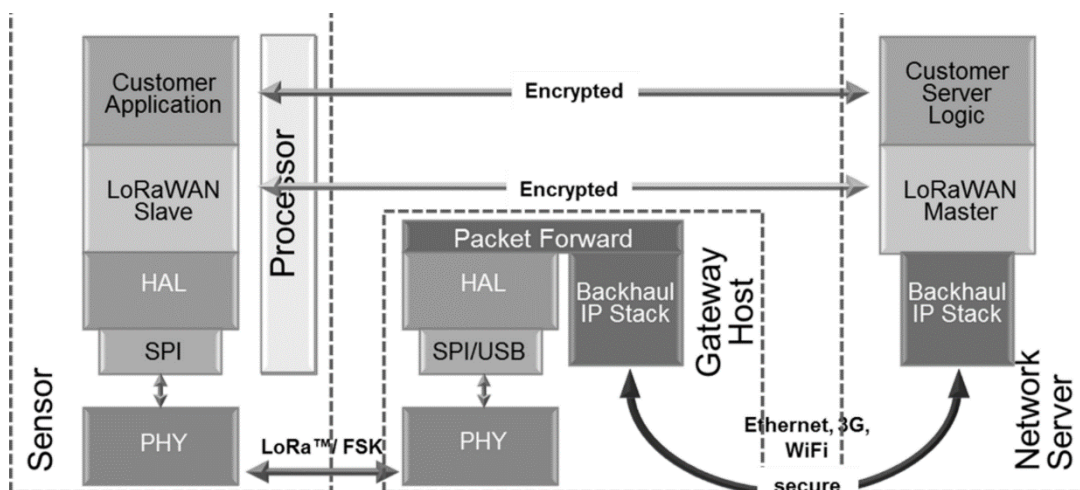 Customer
Application
LoRaWAN
Slave
HAL
SPI
PHY
Sensor
Processor
Encrypted
Encrypted
Packet Forward
HAL
SPI/USB
PHY
Backhaul
IP Stack
Gateway
Host
LoRa™/ FSK
Ethernet, 3G,
WiFi
secure
Customer
Server
Logic
LoRaWAN
Master
Backhaul
IP Stack
Network
Server